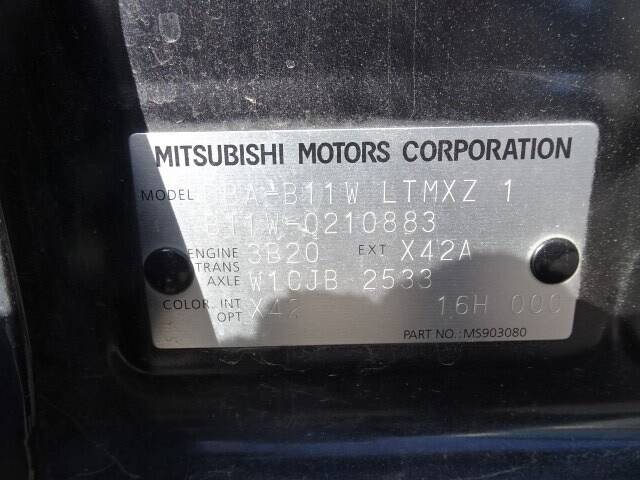 MITSUBISHI MOTORS CORPORATION
MODEL DBA-B11W LTMXZ 1
B11W-0210883
ENGINE 3B20 EXT X42A
TRANS AXLE W1CJB 2533
COLOR, INT X42 16H 000
OPT
PART NO.: MS903080